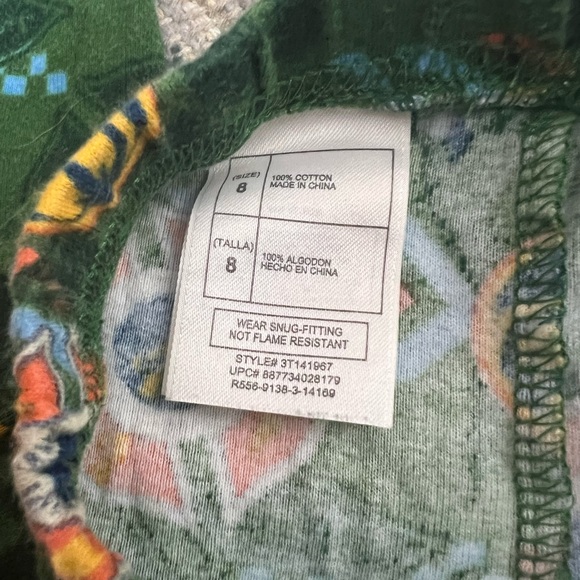 (SIZE)
8
100% COTTON
MADE IN CHINA
(TALLA)
8
100% ALGODON
HECHO EN CHINA
WEAR SNUG-FITTING
NOT FLAME RESISTANT
STYLE# 3T141967
UPC# 887734028179
R556-9138-3-14169